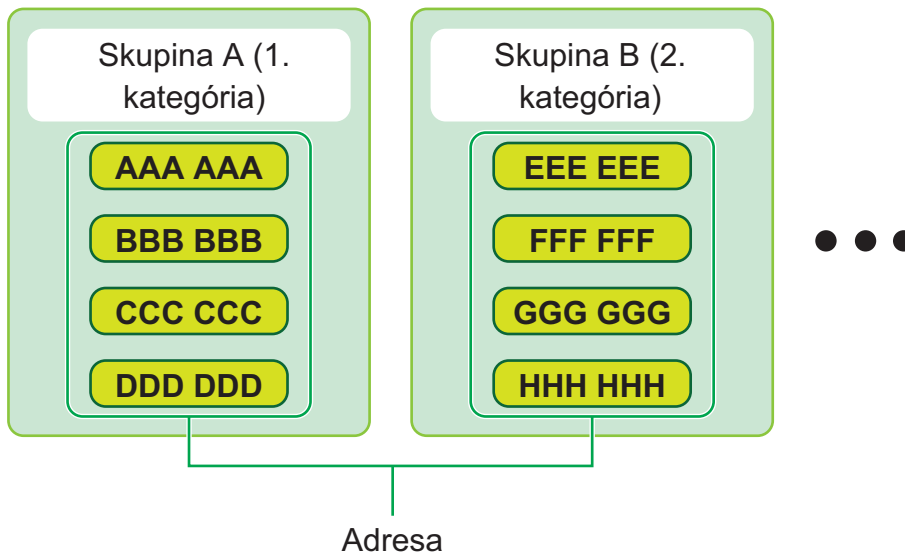 Skupina A (1.
kategória)
AAA AAA
BBB BBB
CCC CCC
DDD DDD
Skupina B (2.
kategória)
EEE EEE
FFF FFF
GGG GGG
HHH HHH
Adresa